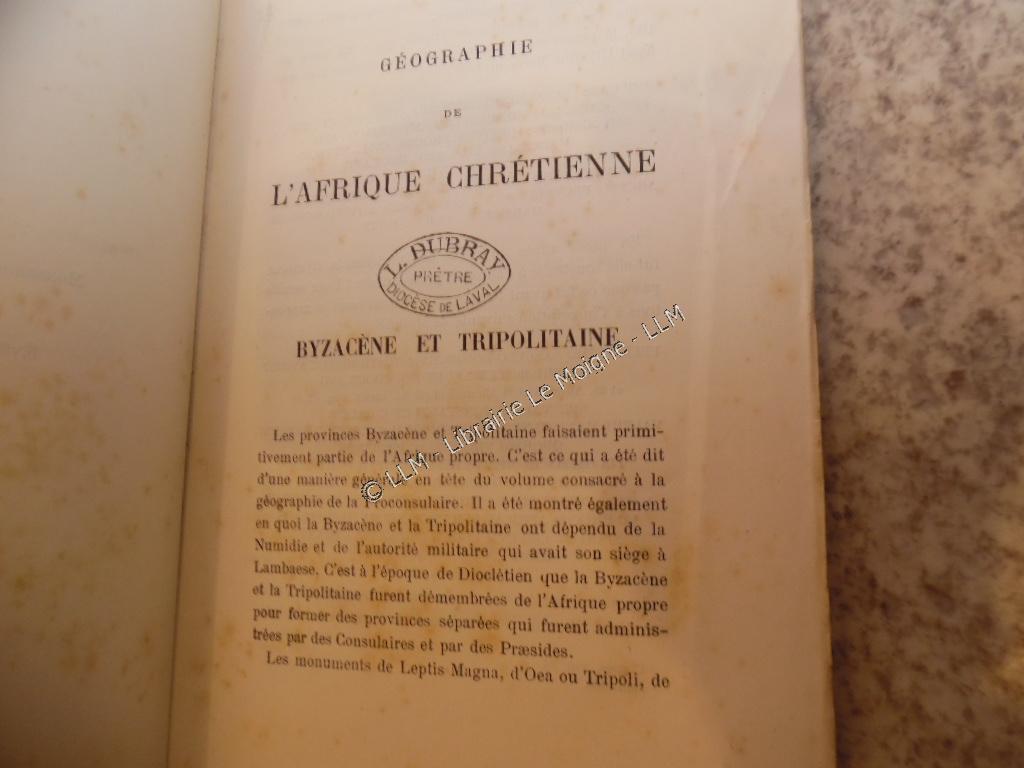 GÉOGRAPHIE
DE
L'AFRIQUE CHRÉTIENNE
L. DUBRAY
PRÊTRE
DIOCÈSE DE LAVAL
BYZACÈNE ET TRIPOLITAINE
© LLM - Librairie Le Moigne - LLM
Les provinces Byzacène et Tripolitaine faisaient primi-
tivement partie de l'Afrique propre. C'est ce qui a été dit
d'une manière générale en tête du volume consacré à la
géographie de la Proconsulaire. Il a été montré également
en quoi la Byzacène et la Tripolitaine ont dépendu de la
Numidie et de l'autorité militaire qui avait son siège à
Lambaese. C'est à l'époque de Dioclétien que la Byzacène
et la Tripolitaine furent démembrées de l'Afrique propre
pour former des provinces séparées qui furent adminis-
trées par des Consulaires et par des Præsides.
Les monuments de Leptis Magna, d'Oea ou Tripoli, de